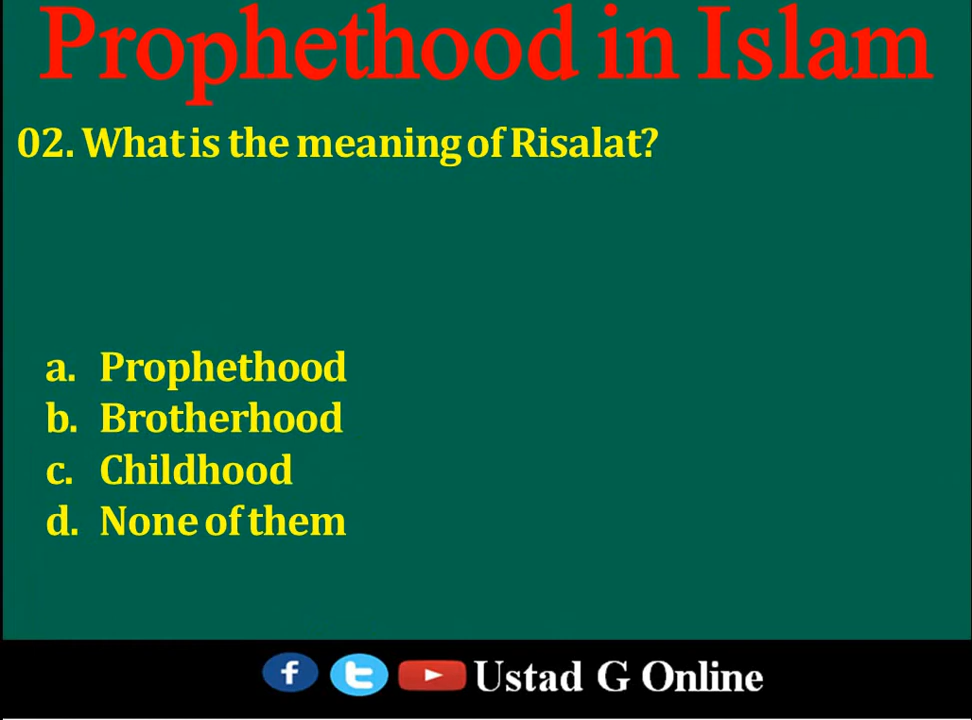 Prophethood in Islam
02. What is the meaning of Risalat?
a. Prophethood
b. Brotherhood
c. Childhood
d. None of them
Ustad G Online